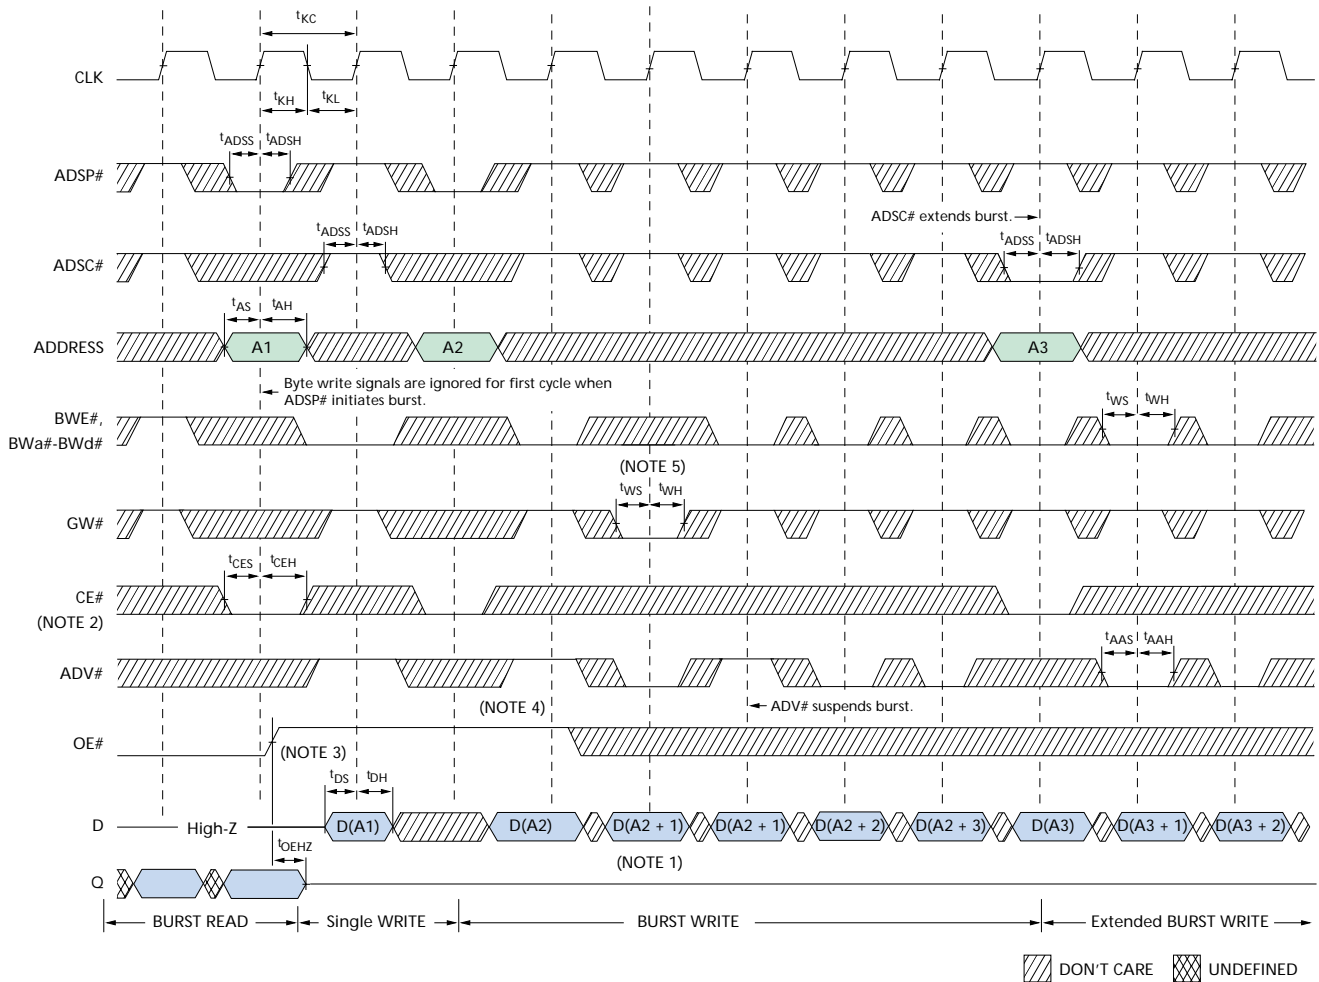 tKC
CLK
tKH
tKL
tADSS
tADSH
ADSP#
ADSC# extends burst.
tADSS
tADSH
tADSS
tADSH
ADSC#
tAS
tAH
ADDRESS
A1
A2
A3
Byte write signals are ignored for first cycle when
ADSP# initiates burst.
BWE#,
BWa#-BWd#
tWS
tWH
(NOTE 5)
tWS
tWH
GW#
tCES
tCEH
CE#
(NOTE 2)
tAAS
tAAH
ADV#
(NOTE 4)
ADV# suspends burst.
OE#
(NOTE 3)
tDS
tDH
D
High-Z
D(A1)
D(A2)
D(A2 + 1)
D(A2 + 1)
D(A2 + 2)
D(A2 + 3)
D(A3)
D(A3 + 1)
D(A3 + 2)
tOEHZ
(NOTE 1)
Q
BURST READ
Single WRITE
BURST WRITE
Extended BURST WRITE
DON'T CARE
UNDEFINED